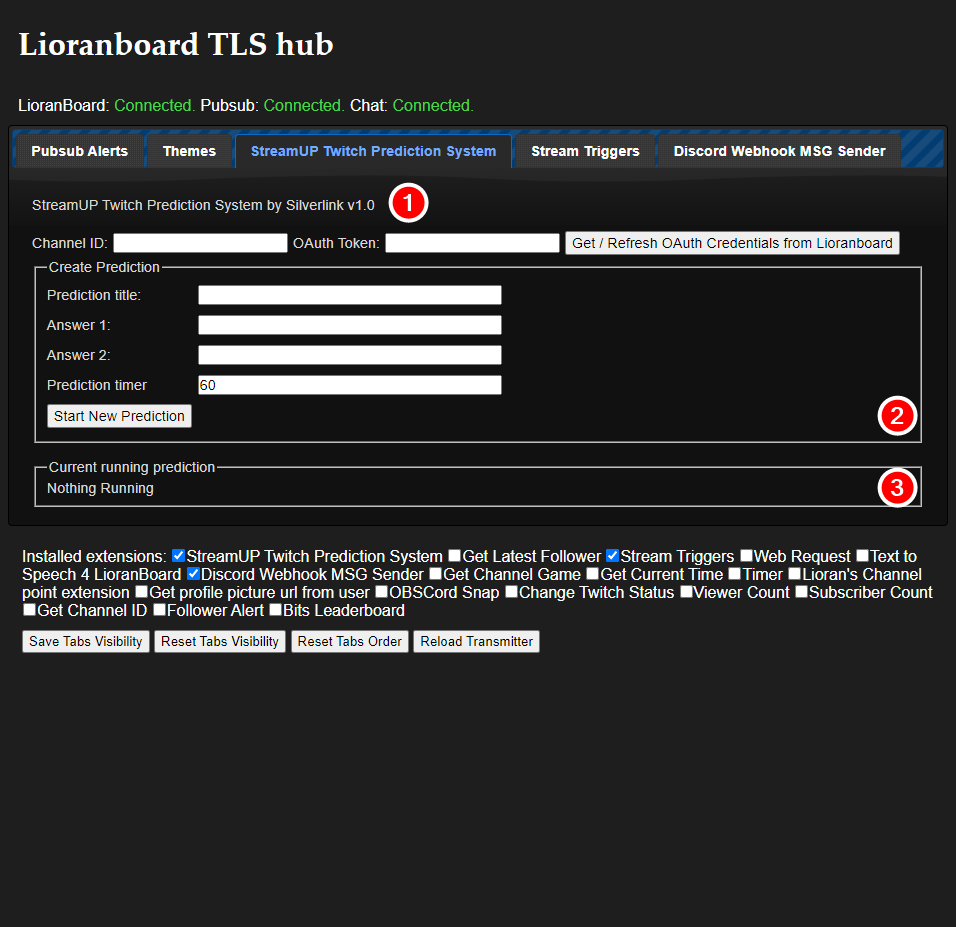 Lioranboard TLS hub
LioranBoard: Connected. Pubsub: Connected. Chat: Connected.
Pubsub Alerts Themes StreamUP Twitch Prediction System Stream Triggers Discord Webhook MSG Sender
StreamUP Twitch Prediction System by Silverlink v1.0 1
Channel ID: OAuth Token: Get / Refresh OAuth Credentials from Lioranboard
Create Prediction
Prediction title:
Answer 1:
Answer 2:
Prediction timer 60
Start New Prediction 2
Current running prediction
Nothing Running 3
Installed extensions: StreamUP Twitch Prediction System Get Latest Follower Stream Triggers Web Request Text to
Speech 4 LioranBoard Discord Webhook MSG Sender Get Channel Game Get Current Time Timer Lioran's Channel
point extension Get profile picture url from user OBSCord Snap Change Twitch Status Viewer Count Subscriber Count
Get Channel ID Follower Alert Bits Leaderboard
Save Tabs Visibility Reset Tabs Visibility Reset Tabs Order Reload Transmitter